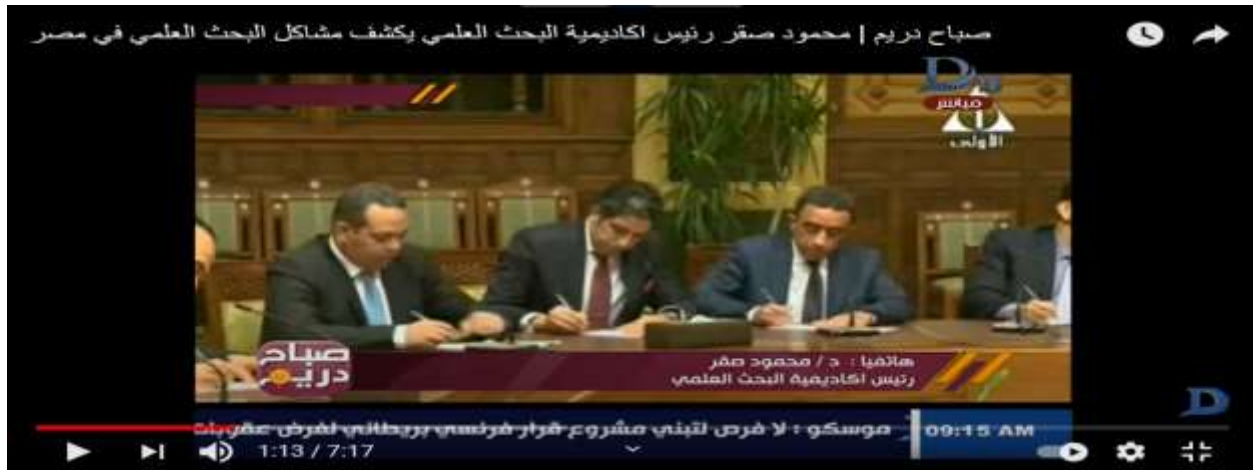 صباح دريم | محمود صقر رئيس اكاديمية البحث العلمي يكشف مشاكل البحث العلمي في مصر
مباشر
الأولى
صباح
دريم
هاتفيا : د / محمود صقر
رئيس اكاديمية البحث العلمي
09:15 AM
موسكو : لا فرص لتبني مشروع قرار فرنسي بريطاني لفرض عقوبات
1:13 / 7:17